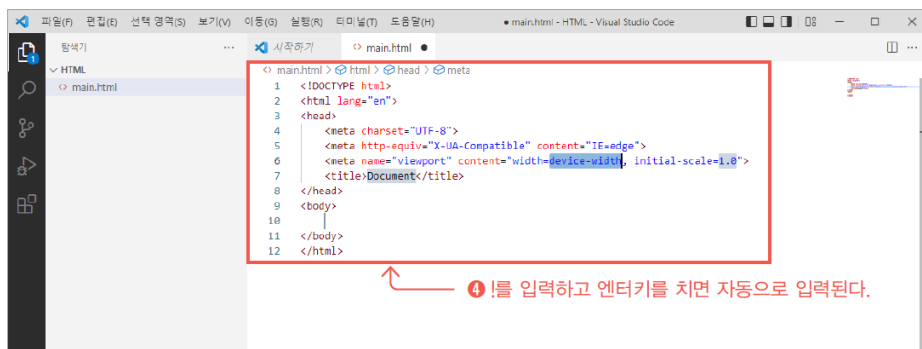 파일(F) 편집(E) 선택 영역(S) 보기(V) 이동(G) 실행(R) 터미널(T) 도움말(H) ● main.html - HTML - Visual Studio Code
탐색기 ··· 시작하기 <> main.html ●
HTML
<> main.html
<> main.html > html > head > meta
1 <!DOCTYPE html>
2 <html lang="en">
3 <head>
4 <meta charset="UTF-8">
5 <meta http-equiv="X-UA-Compatible" content="IE=edge">
6 <meta name="viewport" content="width=device-width, initial-scale=1.0">
7 <title>Document</title>
8 </head>
9 <body>
10
11 </body>
12 </html>
1
❹ !를 입력하고 엔터키를 치면 자동으로 입력된다.